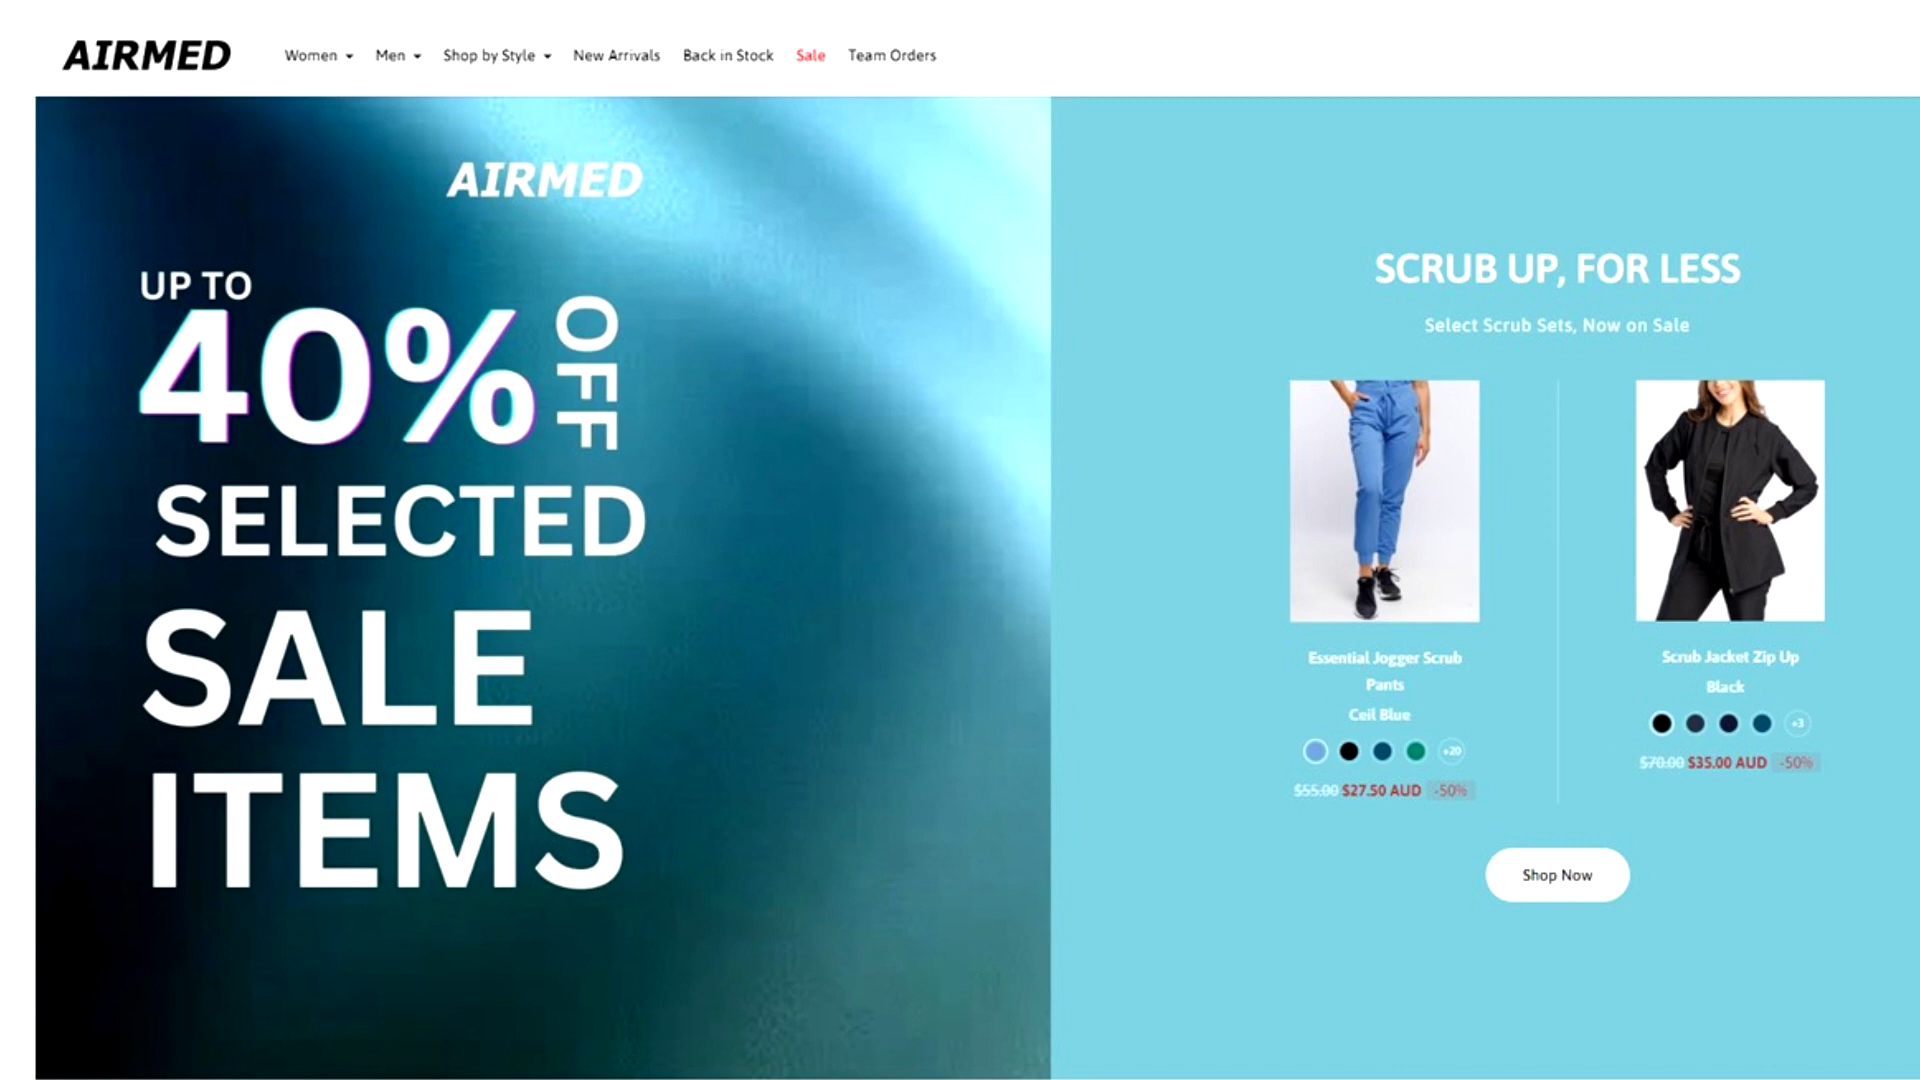 AIRMED
Women Men Shop by Style New Arrivals Back in Stock Sale Team Orders
AIRMED
UP TO
40% OFF
SELECTED
SALE
ITEMS
SCRUB UP, FOR LESS
Select Scrub Sets, Now on Sale
Essential Jogger Scrub
Pants
Ceil Blue
+20
$55.00 $27.50 AUD -50%
Scrub Jacket Zip Up
Black
+3
$70.00 $35.00 AUD -50%
Shop Now